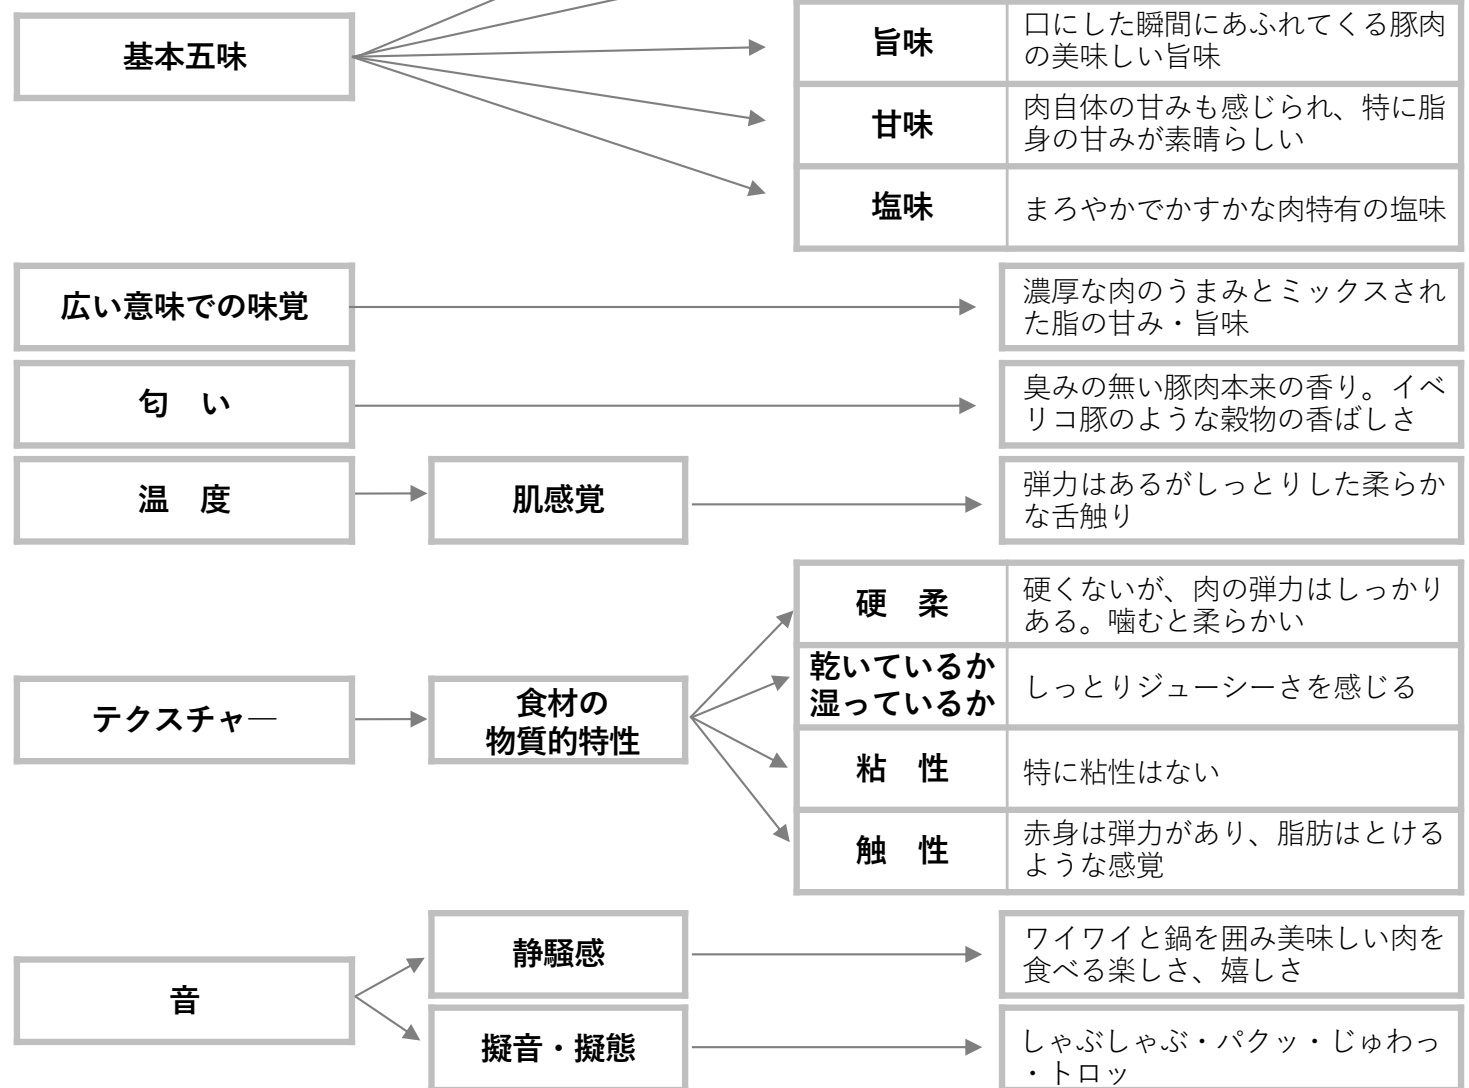 基本五味
旨味
口にした瞬間にあふれてくる豚肉
の美味しい旨味
甘味
肉自体の甘みも感じられ、特に脂
身の甘みが素晴らしい
塩味
まろやかでかすかな肉特有の塩味
広い意味での味覚
濃厚な肉のうまみとミックスされ
た脂の甘み・旨味
匂　い
臭みの無い豚肉本来の香り。イベ
リコ豚のような穀物の香ばしさ
温　度
肌感覚
弾力はあるがしっとりした柔らか
な舌触り
テクスチャ―
食材の
物質的特性
硬　柔
硬くないが、肉の弾力はしっかり
ある。噛むと柔らかい
乾いているか
湿っているか
しっとりジューシーさを感じる
粘　性
特に粘性はない
触　性
赤身は弾力があり、脂肪はとける
ような感覚
音
静騒感
ワイワイと鍋を囲み美味しい肉を
食べる楽しさ、嬉しさ
擬音・擬態
しゃぶしゃぶ・パクッ・じゅわっ
・トロッ